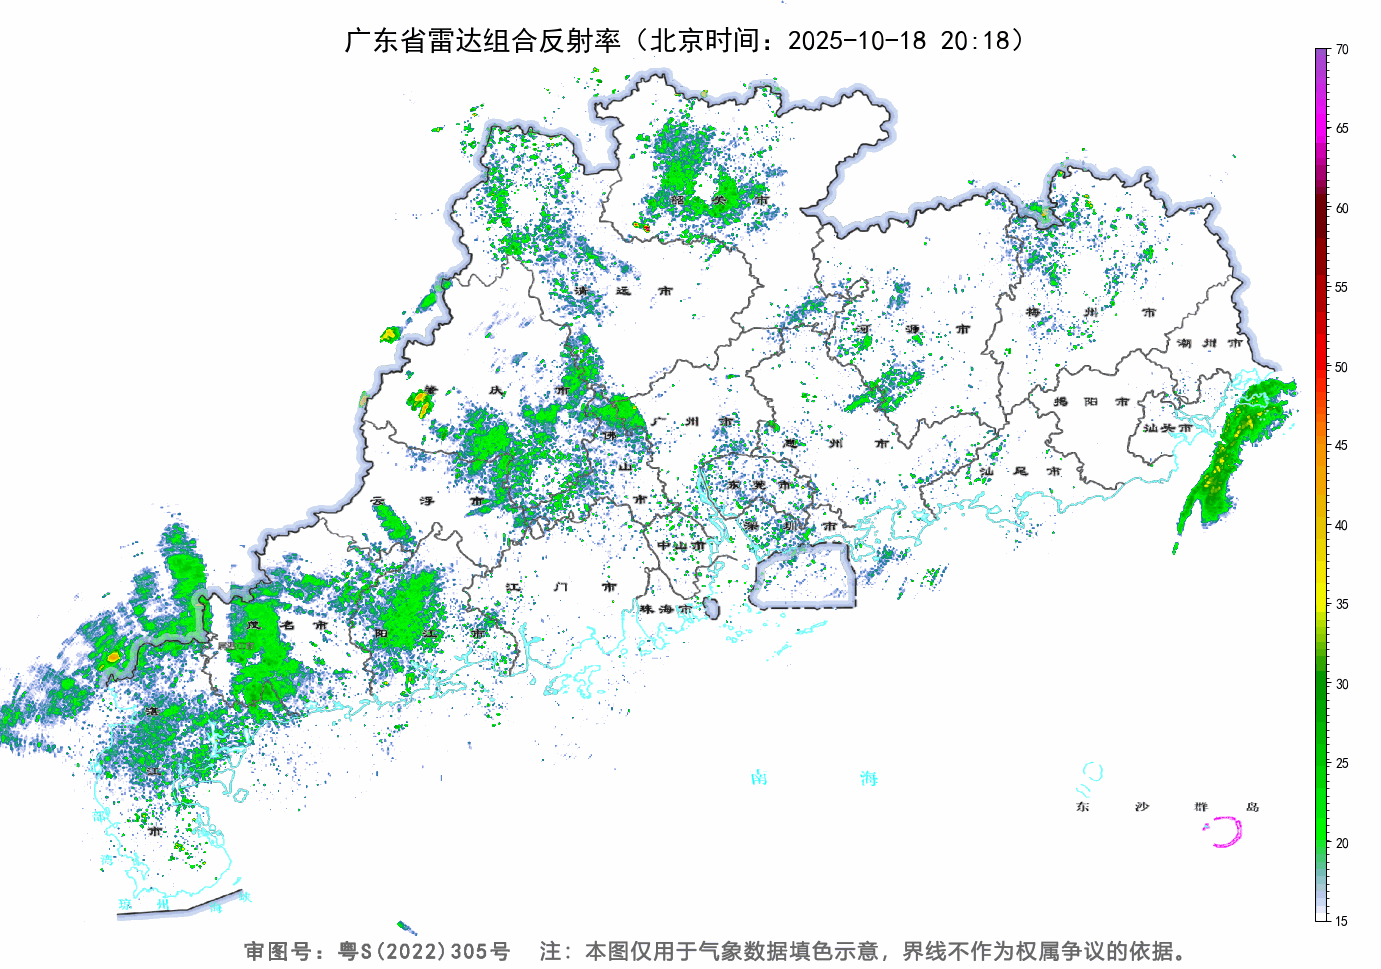 广东省雷达组合反射率（北京时间：2025-10-18 20:18）
70
65
60
55
50
45
40
35
30
25
20
15
韶关市
清远市
河源市
梅州市
潮州市
肇庆市
揭阳市
汕头市
佛山市
广州市
惠州市
汕尾市
云浮市
东莞市
深圳市
中山市
江门市
珠海市
茂名市
阳江市
湛江市
南海
东沙群岛
琼州海峡
审图号：粤S(2022)305号 注：本图仅用于气象数据填色示意，界线不作为权属争议的依据。